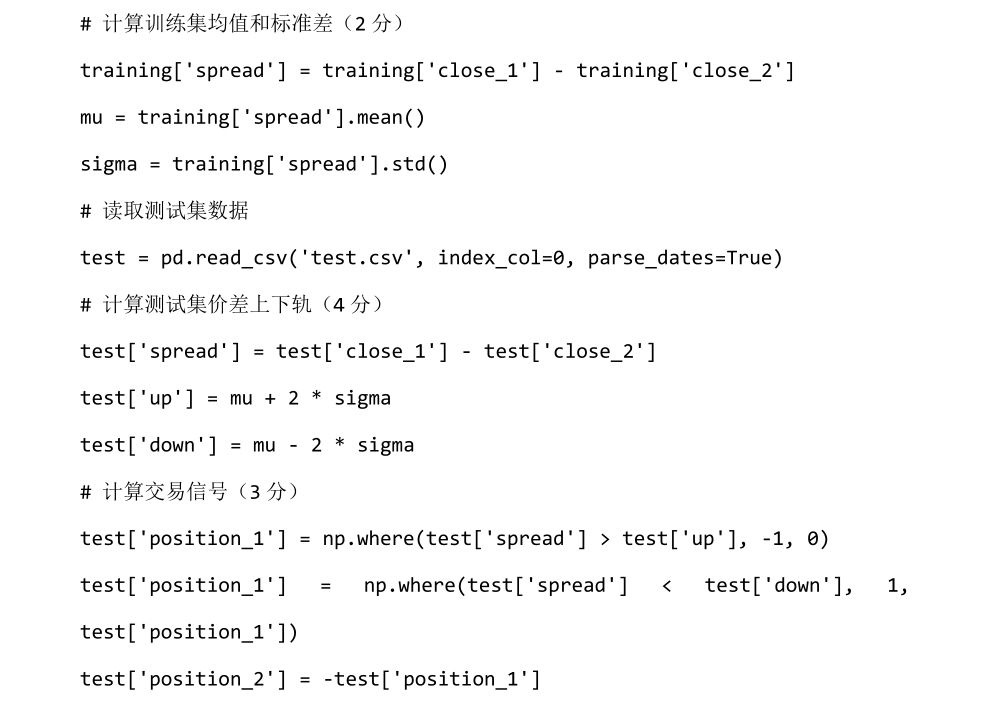 # 计算训练集均值和标准差（2 分）
training['spread'] = training['close_1'] - training['close_2']
mu = training['spread'].mean()
sigma = training['spread'].std()
# 读取测试集数据
test = pd.read_csv('test.csv', index_col=0, parse_dates=True)
# 计算测试集价差上下轨（4 分）
test['spread'] = test['close_1'] - test['close_2']
test['up'] = mu + 2 * sigma
test['down'] = mu - 2 * sigma
# 计算交易信号（3 分）
test['position_1'] = np.where(test['spread'] > test['up'], -1, 0)
test['position_1'] = np.where(test['spread'] < test['down'], 1,
test['position_1'])
test['position_2'] = -test['position_1']